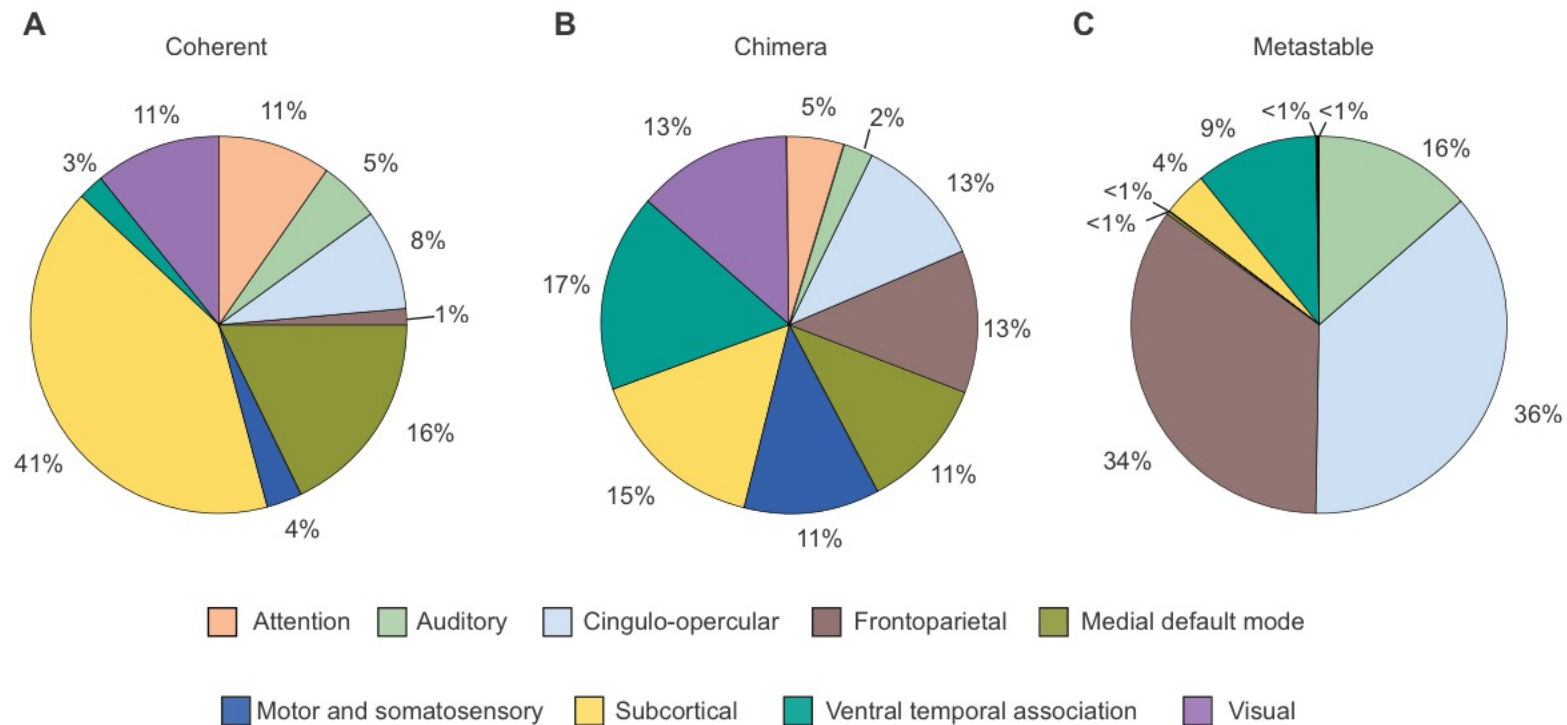 A
Coherent
11%
11%
5%
8%
1%
16%
4%
41%
3%
B
Chimera
5%
2%
13%
13%
11%
11%
15%
17%
13%
C
Metastable
<1%
<1%
16%
36%
34%
<1%
<1%
4%
9%
Attention
Auditory
Cingulo-opercular
Frontoparietal
Medial default mode
Motor and somatosensory
Subcortical
Ventral temporal association
Visual